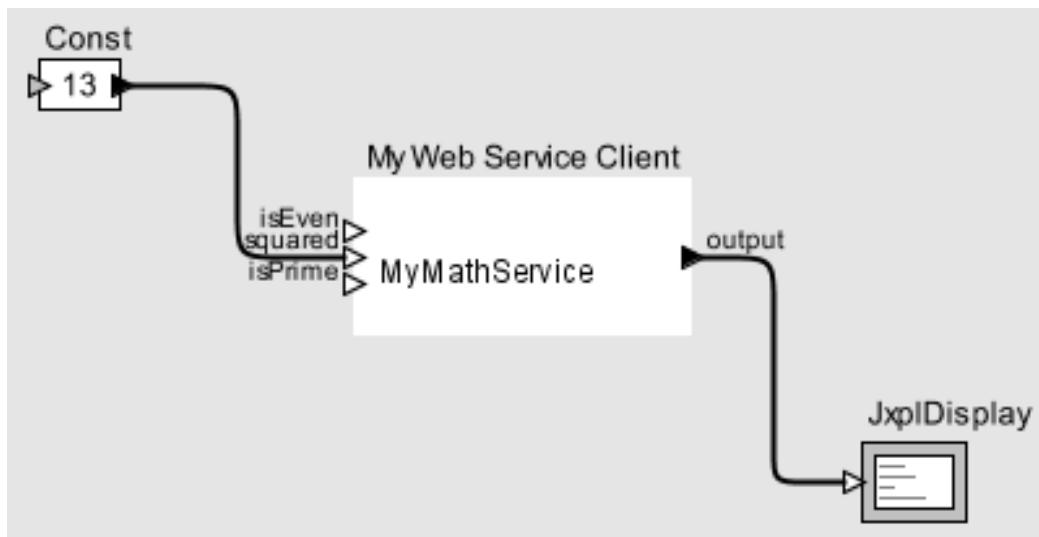 Const
13
My Web Service Client
isEven
squared
isPrime
MyMathService
output
JxplDisplay